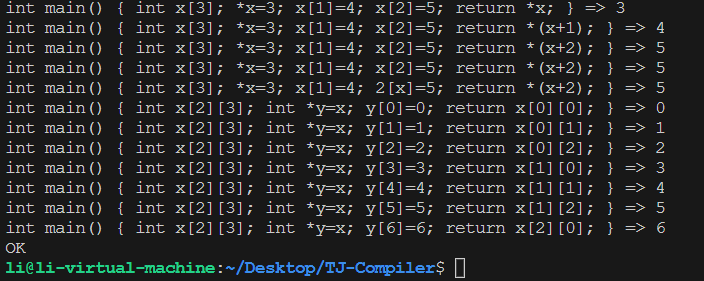 int main() { int x[3]; *x=3; x[1]=4; x[2]=5; return *x; } => 3
int main() { int x[3]; *x=3; x[1]=4; x[2]=5; return *(x+1); } => 4
int main() { int x[3]; *x=3; x[1]=4; x[2]=5; return *(x+2); } => 5
int main() { int x[3]; *x=3; x[1]=4; x[2]=5; return *(x+2); } => 5
int main() { int x[3]; *x=3; x[1]=4; 2[x]=5; return *(x+2); } => 5
int main() { int x[2][3]; int *y=x; y[0]=0; return x[0][0]; } => 0
int main() { int x[2][3]; int *y=x; y[1]=1; return x[0][1]; } => 1
int main() { int x[2][3]; int *y=x; y[2]=2; return x[0][2]; } => 2
int main() { int x[2][3]; int *y=x; y[3]=3; return x[1][0]; } => 3
int main() { int x[2][3]; int *y=x; y[4]=4; return x[1][1]; } => 4
int main() { int x[2][3]; int *y=x; y[5]=5; return x[1][2]; } => 5
int main() { int x[2][3]; int *y=x; y[6]=6; return x[2][0]; } => 6
OK
li@li-virtual-machine:~/Desktop/TJ-Compiler$